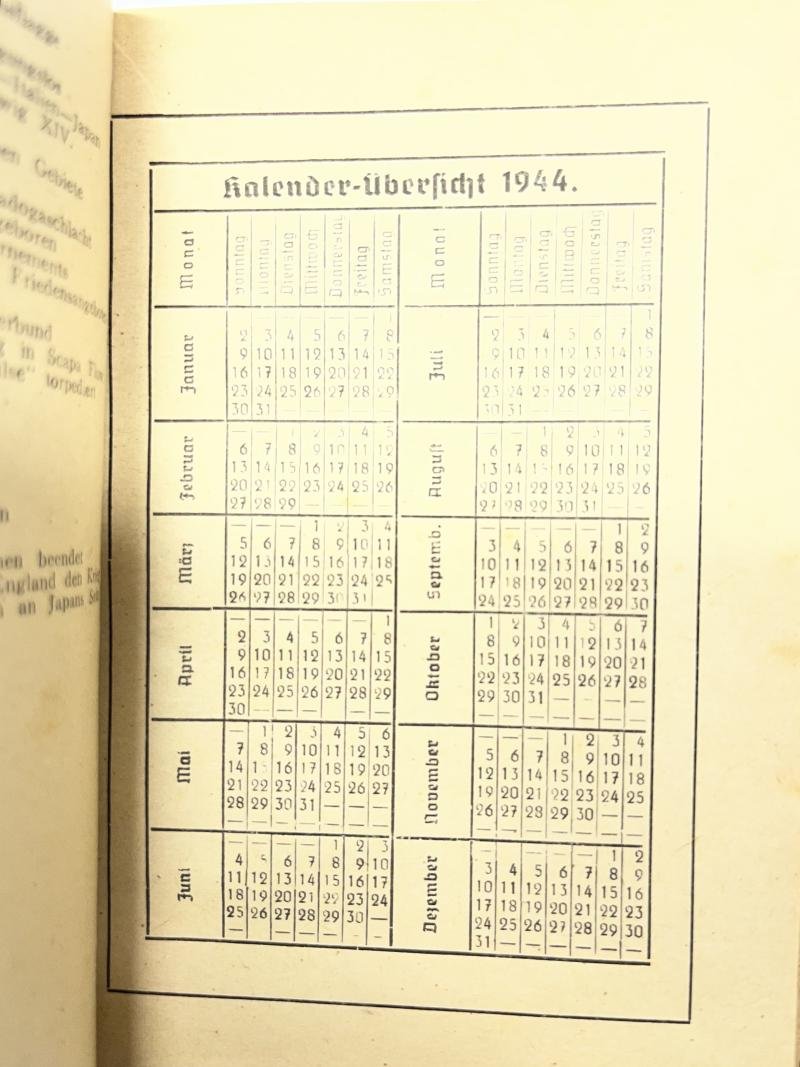 ungslos
–Italien–Japan
XIV.
en Gebiete
adogaschlacht
geboren
rnements
Friedensangebote
erbund
in Scapa
torpediert
beendet
ngland den
an Japans
Kalender-Übersicht 1944.
Monat Sonntag Montag Dienstag Mittwoch Donnerstag Freitag Samstag
Januar
— — — — — — 1
2 3 4 5 6 7 8
9 10 11 12 13 14 15
16 17 18 19 20 21 22
23 24 25 26 27 28 29
30 31 — — — — —
Februar
— — 1 2 3 4 5
6 7 8 9 10 11 12
13 14 15 16 17 18 19
20 21 22 23 24 25 26
27 28 29 — — — —
März
— — — 1 2 3 4
5 6 7 8 9 10 11
12 13 14 15 16 17 18
19 20 21 22 23 24 25
26 27 28 29 30 31
April
— — — — — — 1
2 3 4 5 6 7 8
9 10 11 12 13 14 15
16 17 18 19 20 21 22
23 24 25 26 27 28 29
30 — — — — — —
Mai
— 1 2 3 4 5 6
7 8 9 10 11 12 13
14 15 16 17 18 19 20
21 22 23 24 25 26 27
28 29 30 31 — — —
— — — — — — —
Juni
— — — — 1 2 3
4 5 6 7 8 9 10
11 12 13 14 15 16 17
18 19 20 21 22 23 24
25 26 27 28 29 30 —
— — — — — — —
Monat Sonntag Montag Dienstag Mittwoch Donnerstag Freitag Samstag
Juli
— — — — — — 1
2 3 4 5 6 7 8
9 10 11 12 13 14 15
16 17 18 19 20 21 22
23 24 25 26 27 28 29
30 31 — — — — —
August
— — 1 2 3 4 5
6 7 8 9 10 11 12
13 14 15 16 17 18 19
20 21 22 23 24 25 26
27 28 29 30 31 — —
Septemb.
— — — — — 1 2
3 4 5 6 7 8 9
10 11 12 13 14 15 16
17 18 19 20 21 22 23
24 25 26 27 28 29 30
Oktober
1 2 3 4 5 6 7
8 9 10 11 12 13 14
15 16 17 18 19 20 21
22 23 24 25 26 27 28
29 30 31 — — — —
— — — — — — —
November
— — — 1 2 3 4
5 6 7 8 9 10 11
12 13 14 15 16 17 18
19 20 21 22 23 24 25
26 27 28 29 30 — —
— — — — — — —
Dezember
— — — — — 1 2
3 4 5 6 7 8 9
10 11 12 13 14 15 16
17 18 19 20 21 22 23
24 25 26 27 28 29 30
31 — — — — — —